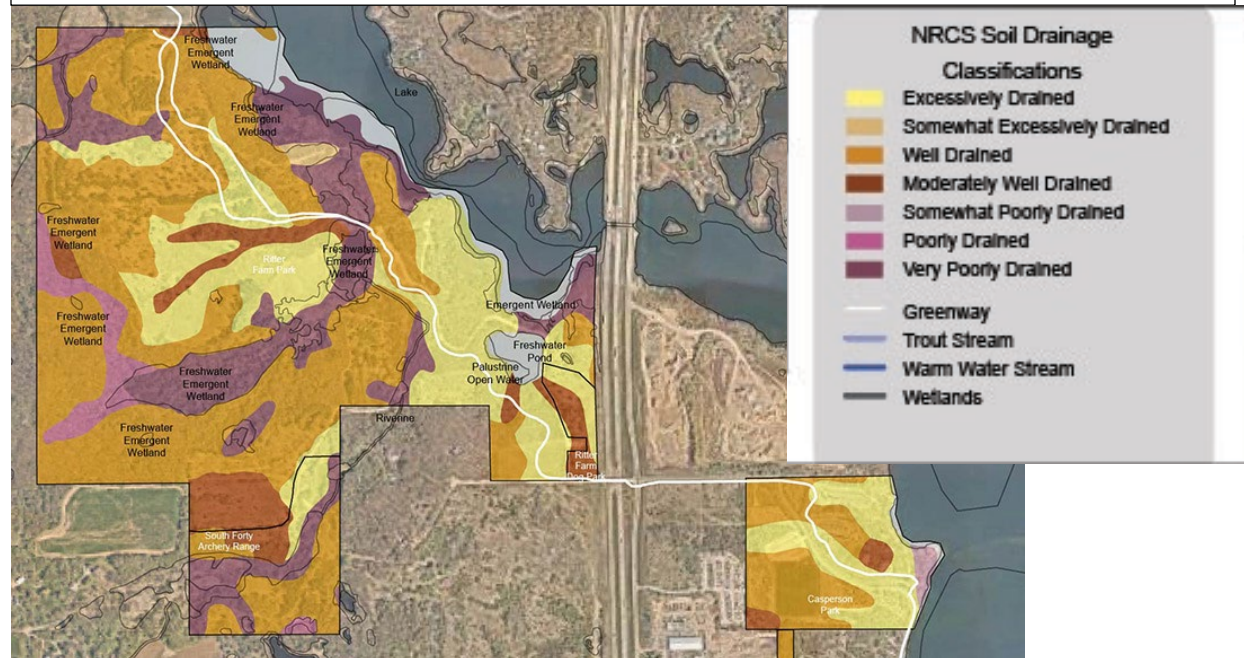 NRCS Soil Drainage
Classifications
Excessively Drained
Somewhat Excessively Drained
Well Drained
Moderately Well Drained
Somewhat Poorly Drained
Poorly Drained
Very Poorly Drained
Greenway
Trout Stream
Warm Water Stream
Wetlands
Freshwater
Emergent
Wetland
Lake
Freshwater
Emergent
Wetland
Freshwater
Emergent
Wetland
Freshwater
Emergent
Wetland
Ritter
Farm Park
Emergent Wetland
Freshwater
Emergent
Wetland
Freshwater
Pond
Palustrine
Open Water
Freshwater
Emergent
Wetland
Riverine
Freshwater
Emergent
Wetland
Ritter
Farm
Dog Park
South Forty
Archery Range
Casperson
Park